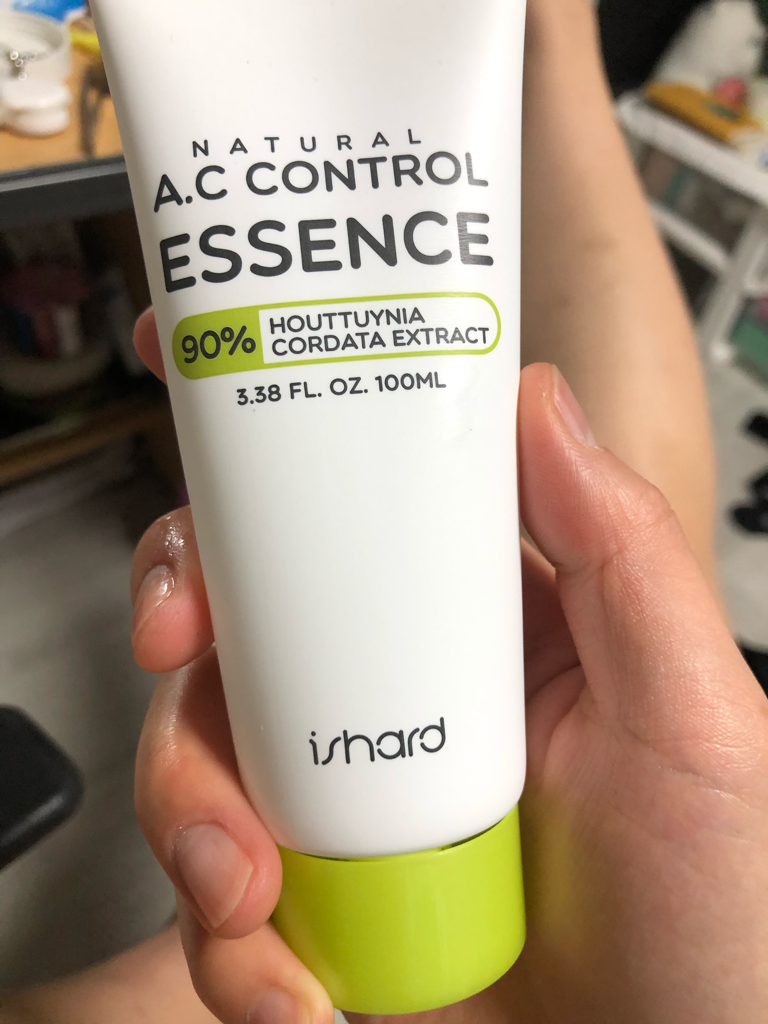 NATURAL
A.C CONTROL
ESSENCE
90% HOUTTUYNIA
CORDATA EXTRACT
3.38 FL. OZ. 100ML
ishard